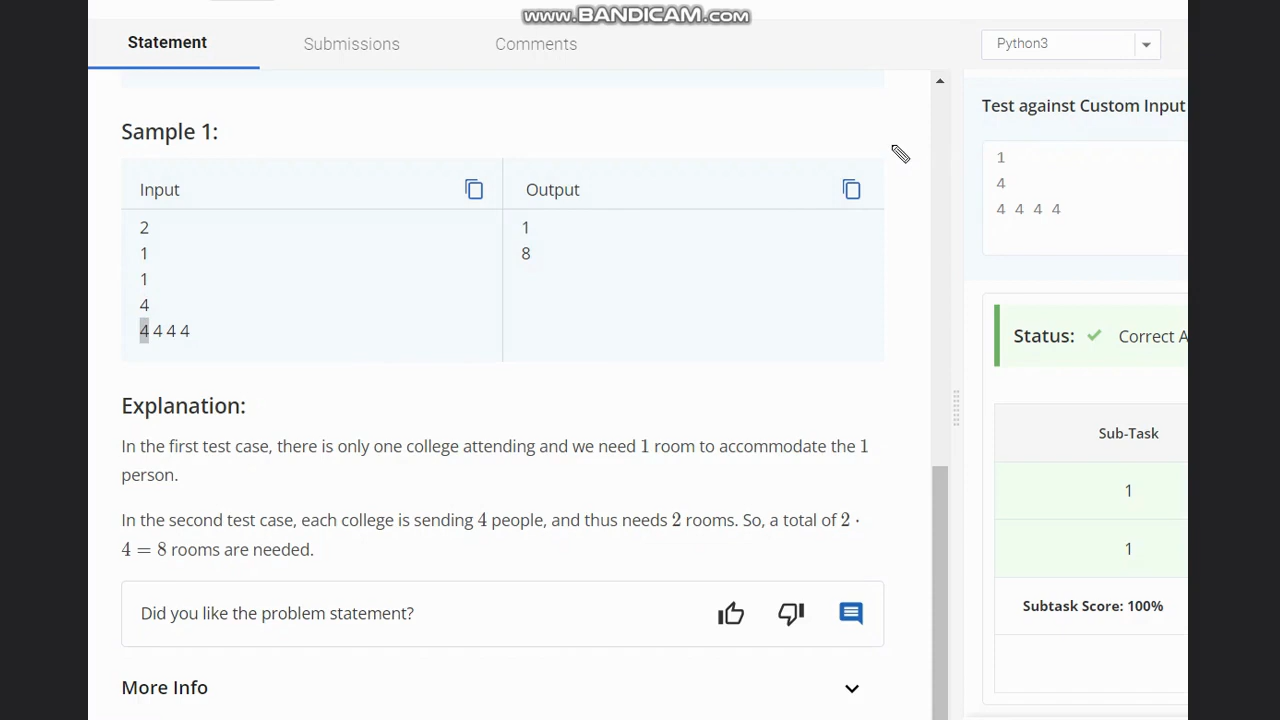 www.BANDICAM.com
Statement
Submissions
Comments
Python3
Sample 1:
Input
Output
2
1
1
4
4 4 4 4
1
8
Explanation:
In the first test case, there is only one college attending and we need 1 room to accommodate the 1
person.
In the second test case, each college is sending 4 people, and thus needs 2 rooms. So, a total of 2 ·
4 = 8 rooms are needed.
Did you like the problem statement?
More Info
Test against Custom Input
1
4
4 4 4 4
Status: Correct A
Sub-Task
1
1
Subtask Score: 100%